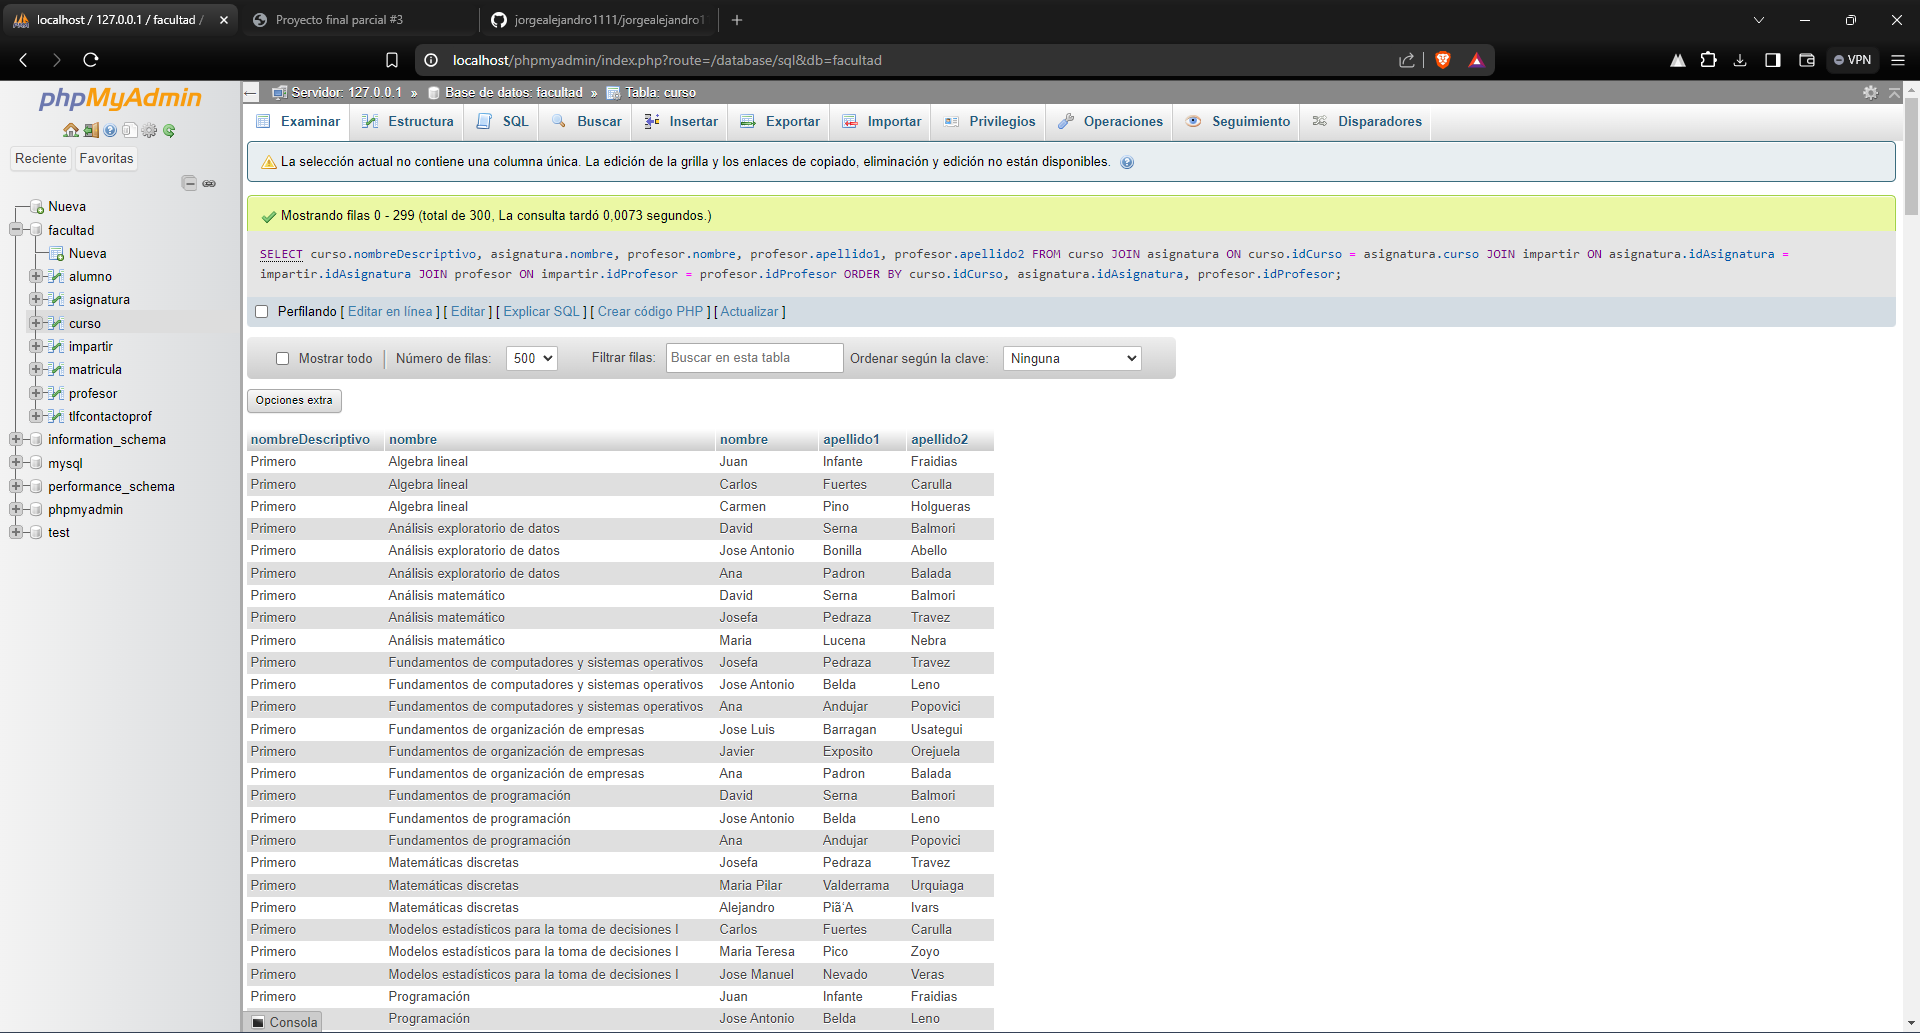 localhost / 127.0.0.1 / facultad /
Proyecto final parcial #3
jorgealejandro1111/jorgealejandro1
localhost/phpmyadmin/index.php?route=/database/sql&db=facultad
VPN
phpMyAdmin
Reciente Favoritas
Nueva
facultad
Nueva
alumno
asignatura
curso
impartir
matricula
profesor
tlfcontactoprof
information_schema
mysql
performance_schema
phpmyadmin
test
Servidor: 127.0.0.1 » Base de datos: facultad » Tabla: curso
Examinar Estructura SQL Buscar Insertar Exportar Importar Privilegios Operaciones Seguimiento Disparadores
La selección actual no contiene una columna única. La edición de la grilla y los enlaces de copiado, eliminación y edición no están disponibles.
Mostrando filas 0 - 299 (total de 300, La consulta tardó 0,0073 segundos.)
SELECT curso.nombreDescriptivo, asignatura.nombre, profesor.nombre, profesor.apellido1, profesor.apellido2 FROM curso JOIN asignatura ON curso.idCurso = asignatura.curso JOIN impartir ON asignatura.idAsignatura =
impartir.idAsignatura JOIN profesor ON impartir.idProfesor = profesor.idProfesor ORDER BY curso.idCurso, asignatura.idAsignatura, profesor.idProfesor;
Perfilando [ Editar en línea ] [ Editar ] [ Explicar SQL ] [ Crear código PHP ] [ Actualizar ]
Mostrar todo Número de filas: 500 Filtrar filas: Buscar en esta tabla Ordenar según la clave: Ninguna
Opciones extra
nombreDescriptivo nombre nombre apellido1 apellido2
Primero Algebra lineal Juan Infante Fraidias
Primero Algebra lineal Carlos Fuertes Carulla
Primero Algebra lineal Carmen Pino Holgueras
Primero Análisis exploratorio de datos David Serna Balmori
Primero Análisis exploratorio de datos Jose Antonio Bonilla Abello
Primero Análisis exploratorio de datos Ana Padron Balada
Primero Análisis matemático David Serna Balmori
Primero Análisis matemático Josefa Pedraza Travez
Primero Análisis matemático Maria Lucena Nebra
Primero Fundamentos de computadores y sistemas operativos Josefa Pedraza Travez
Primero Fundamentos de computadores y sistemas operativos Jose Antonio Belda Leno
Primero Fundamentos de computadores y sistemas operativos Ana Andujar Popovici
Primero Fundamentos de organización de empresas Jose Luis Barragan Usategui
Primero Fundamentos de organización de empresas Javier Exposito Orejuela
Primero Fundamentos de organización de empresas Ana Padron Balada
Primero Fundamentos de programación David Serna Balmori
Primero Fundamentos de programación Jose Antonio Belda Leno
Primero Fundamentos de programación Ana Andujar Popovici
Primero Matemáticas discretas Josefa Pedraza Travez
Primero Matemáticas discretas Maria Pilar Valderrama Urquiaga
Primero Matemáticas discretas Alejandro Piã‘A Ivars
Primero Modelos estadísticos para la toma de decisiones I Carlos Fuertes Carulla
Primero Modelos estadísticos para la toma de decisiones I Maria Teresa Pico Zoyo
Primero Modelos estadísticos para la toma de decisiones I Jose Manuel Nevado Veras
Primero Programación Juan Infante Fraidias
Programación Jose Antonio Belda Leno
Consola